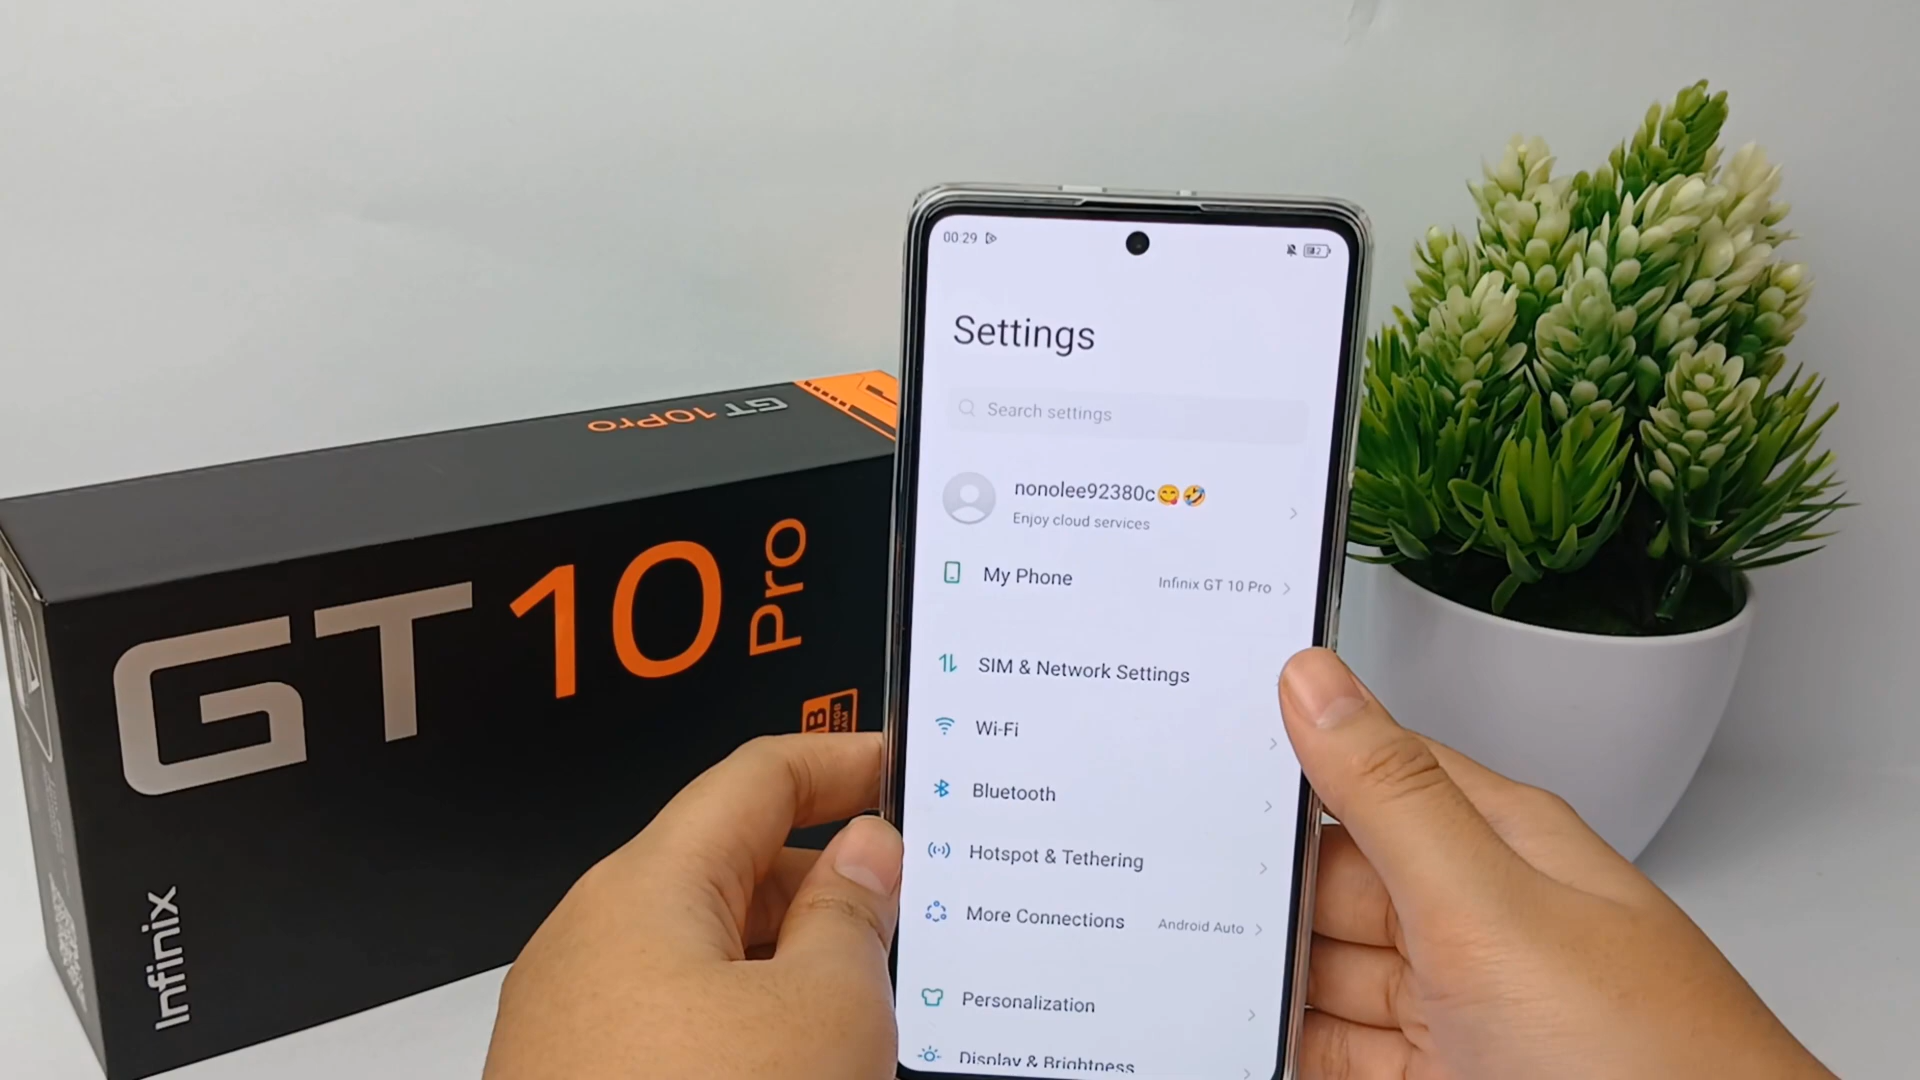 GT 10Pro
GT 10 Pro
Infinix
00:29
Settings
Search settings
nonolee92380c😋🤣
Enjoy cloud services
My Phone
Infinix GT 10 Pro
SIM & Network Settings
Wi-Fi
Bluetooth
Hotspot & Tethering
More Connections
Android Auto
Personalization
Display & Brightness